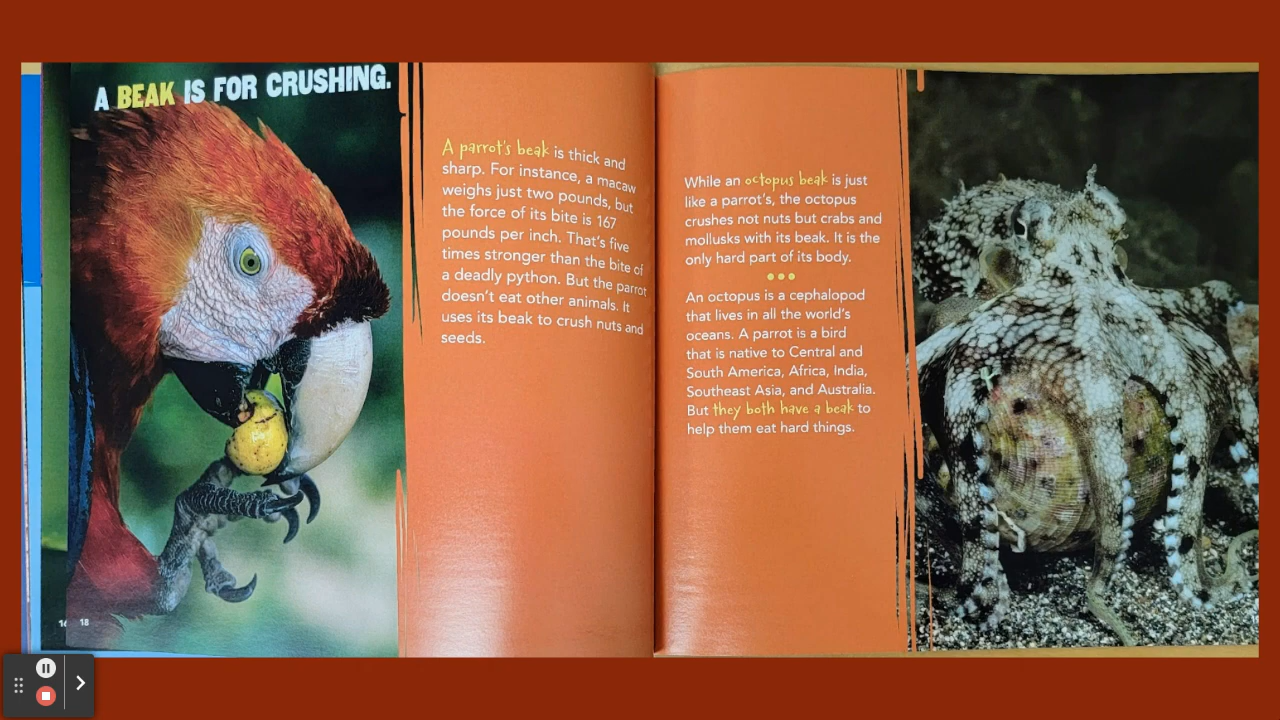 A BEAK IS FOR CRUSHING.
A parrot's beak is thick and
sharp. For instance, a macaw
weighs just two pounds, but
the force of its bite is 167
pounds per inch. That's five
times stronger than the bite of
a deadly python. But the parrot
doesn't eat other animals. It
uses its beak to crush nuts and
seeds.
While an octopus beak is just
like a parrot's, the octopus
crushes not nuts but crabs and
mollusks with its beak. It is the
only hard part of its body.
An octopus is a cephalopod
that lives in all the world's
oceans. A parrot is a bird
that is native to Central and
South America, Africa, India,
Southeast Asia, and Australia.
But they both have a beak to
help them eat hard things.
18